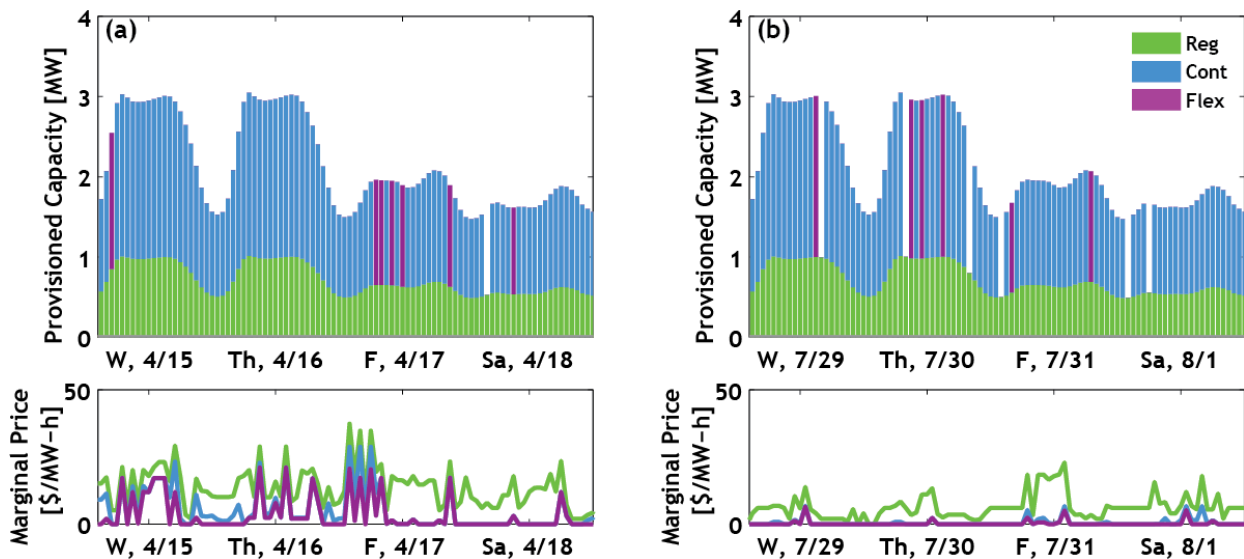 (a)
Provisioned Capacity [MW]
4
3
2
1
0
W, 4/15 Th, 4/16 F, 4/17 Sa, 4/18
Marginal Price
[$/MW-h]
50
0
W, 4/15 Th, 4/16 F, 4/17 Sa, 4/18
(b)
Reg
Cont
Flex
Provisioned Capacity [MW]
4
3
2
1
0
W, 7/29 Th, 7/30 F, 7/31 Sa, 8/1
Marginal Price
[$/MW-h]
50
0
W, 7/29 Th, 7/30 F, 7/31 Sa, 8/1